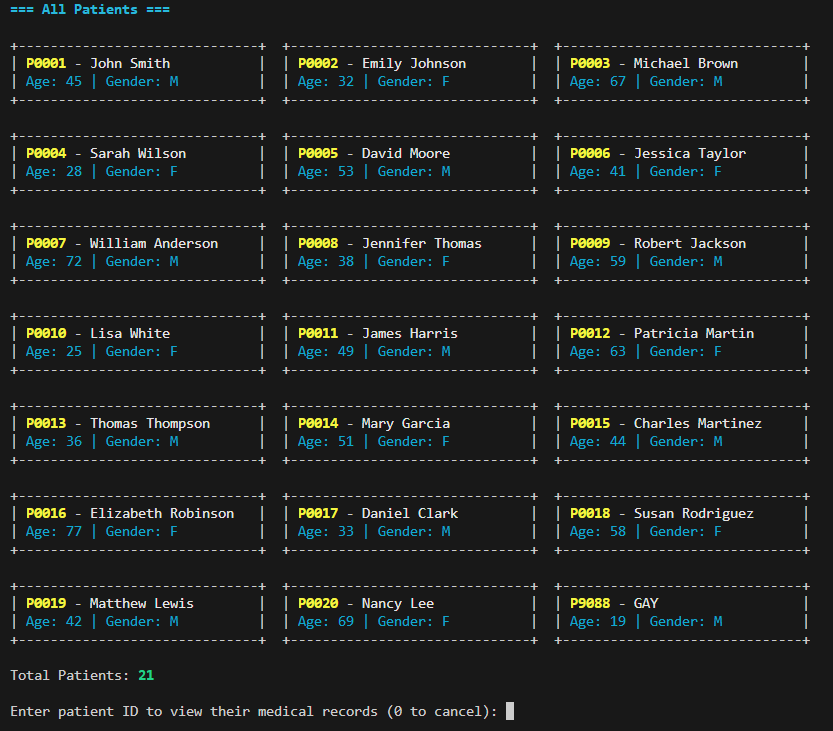 === All Patients ===
+------------------------------+  +------------------------------+  +------------------------------+
| P0001 - John Smith           |  | P0002 - Emily Johnson        |  | P0003 - Michael Brown        |
| Age: 45 | Gender: M          |  | Age: 32 | Gender: F          |  | Age: 67 | Gender: M          |
+------------------------------+  +------------------------------+  +------------------------------+
+------------------------------+  +------------------------------+  +------------------------------+
| P0004 - Sarah Wilson         |  | P0005 - David Moore          |  | P0006 - Jessica Taylor       |
| Age: 28 | Gender: F          |  | Age: 53 | Gender: M          |  | Age: 41 | Gender: F          |
+------------------------------+  +------------------------------+  +------------------------------+
+------------------------------+  +------------------------------+  +------------------------------+
| P0007 - William Anderson     |  | P0008 - Jennifer Thomas      |  | P0009 - Robert Jackson       |
| Age: 72 | Gender: M          |  | Age: 38 | Gender: F          |  | Age: 59 | Gender: M          |
+------------------------------+  +------------------------------+  +------------------------------+
+------------------------------+  +------------------------------+  +------------------------------+
| P0010 - Lisa White           |  | P0011 - James Harris         |  | P0012 - Patricia Martin      |
| Age: 25 | Gender: F          |  | Age: 49 | Gender: M          |  | Age: 63 | Gender: F          |
+------------------------------+  +------------------------------+  +------------------------------+
+------------------------------+  +------------------------------+  +------------------------------+
| P0013 - Thomas Thompson      |  | P0014 - Mary Garcia          |  | P0015 - Charles Martinez     |
| Age: 36 | Gender: M          |  | Age: 51 | Gender: F          |  | Age: 44 | Gender: M          |
+------------------------------+  +------------------------------+  +------------------------------+
+------------------------------+  +------------------------------+  +------------------------------+
| P0016 - Elizabeth Robinson   |  | P0017 - Daniel Clark         |  | P0018 - Susan Rodriguez      |
| Age: 77 | Gender: F          |  | Age: 33 | Gender: M          |  | Age: 58 | Gender: F          |
+------------------------------+  +------------------------------+  +------------------------------+
+------------------------------+  +------------------------------+  +------------------------------+
| P0019 - Matthew Lewis        |  | P0020 - Nancy Lee            |  | P9088 - GAY                  |
| Age: 42 | Gender: M          |  | Age: 69 | Gender: F          |  | Age: 19 | Gender: M          |
+------------------------------+  +------------------------------+  +------------------------------+
Total Patients: 21
Enter patient ID to view their medical records (0 to cancel):